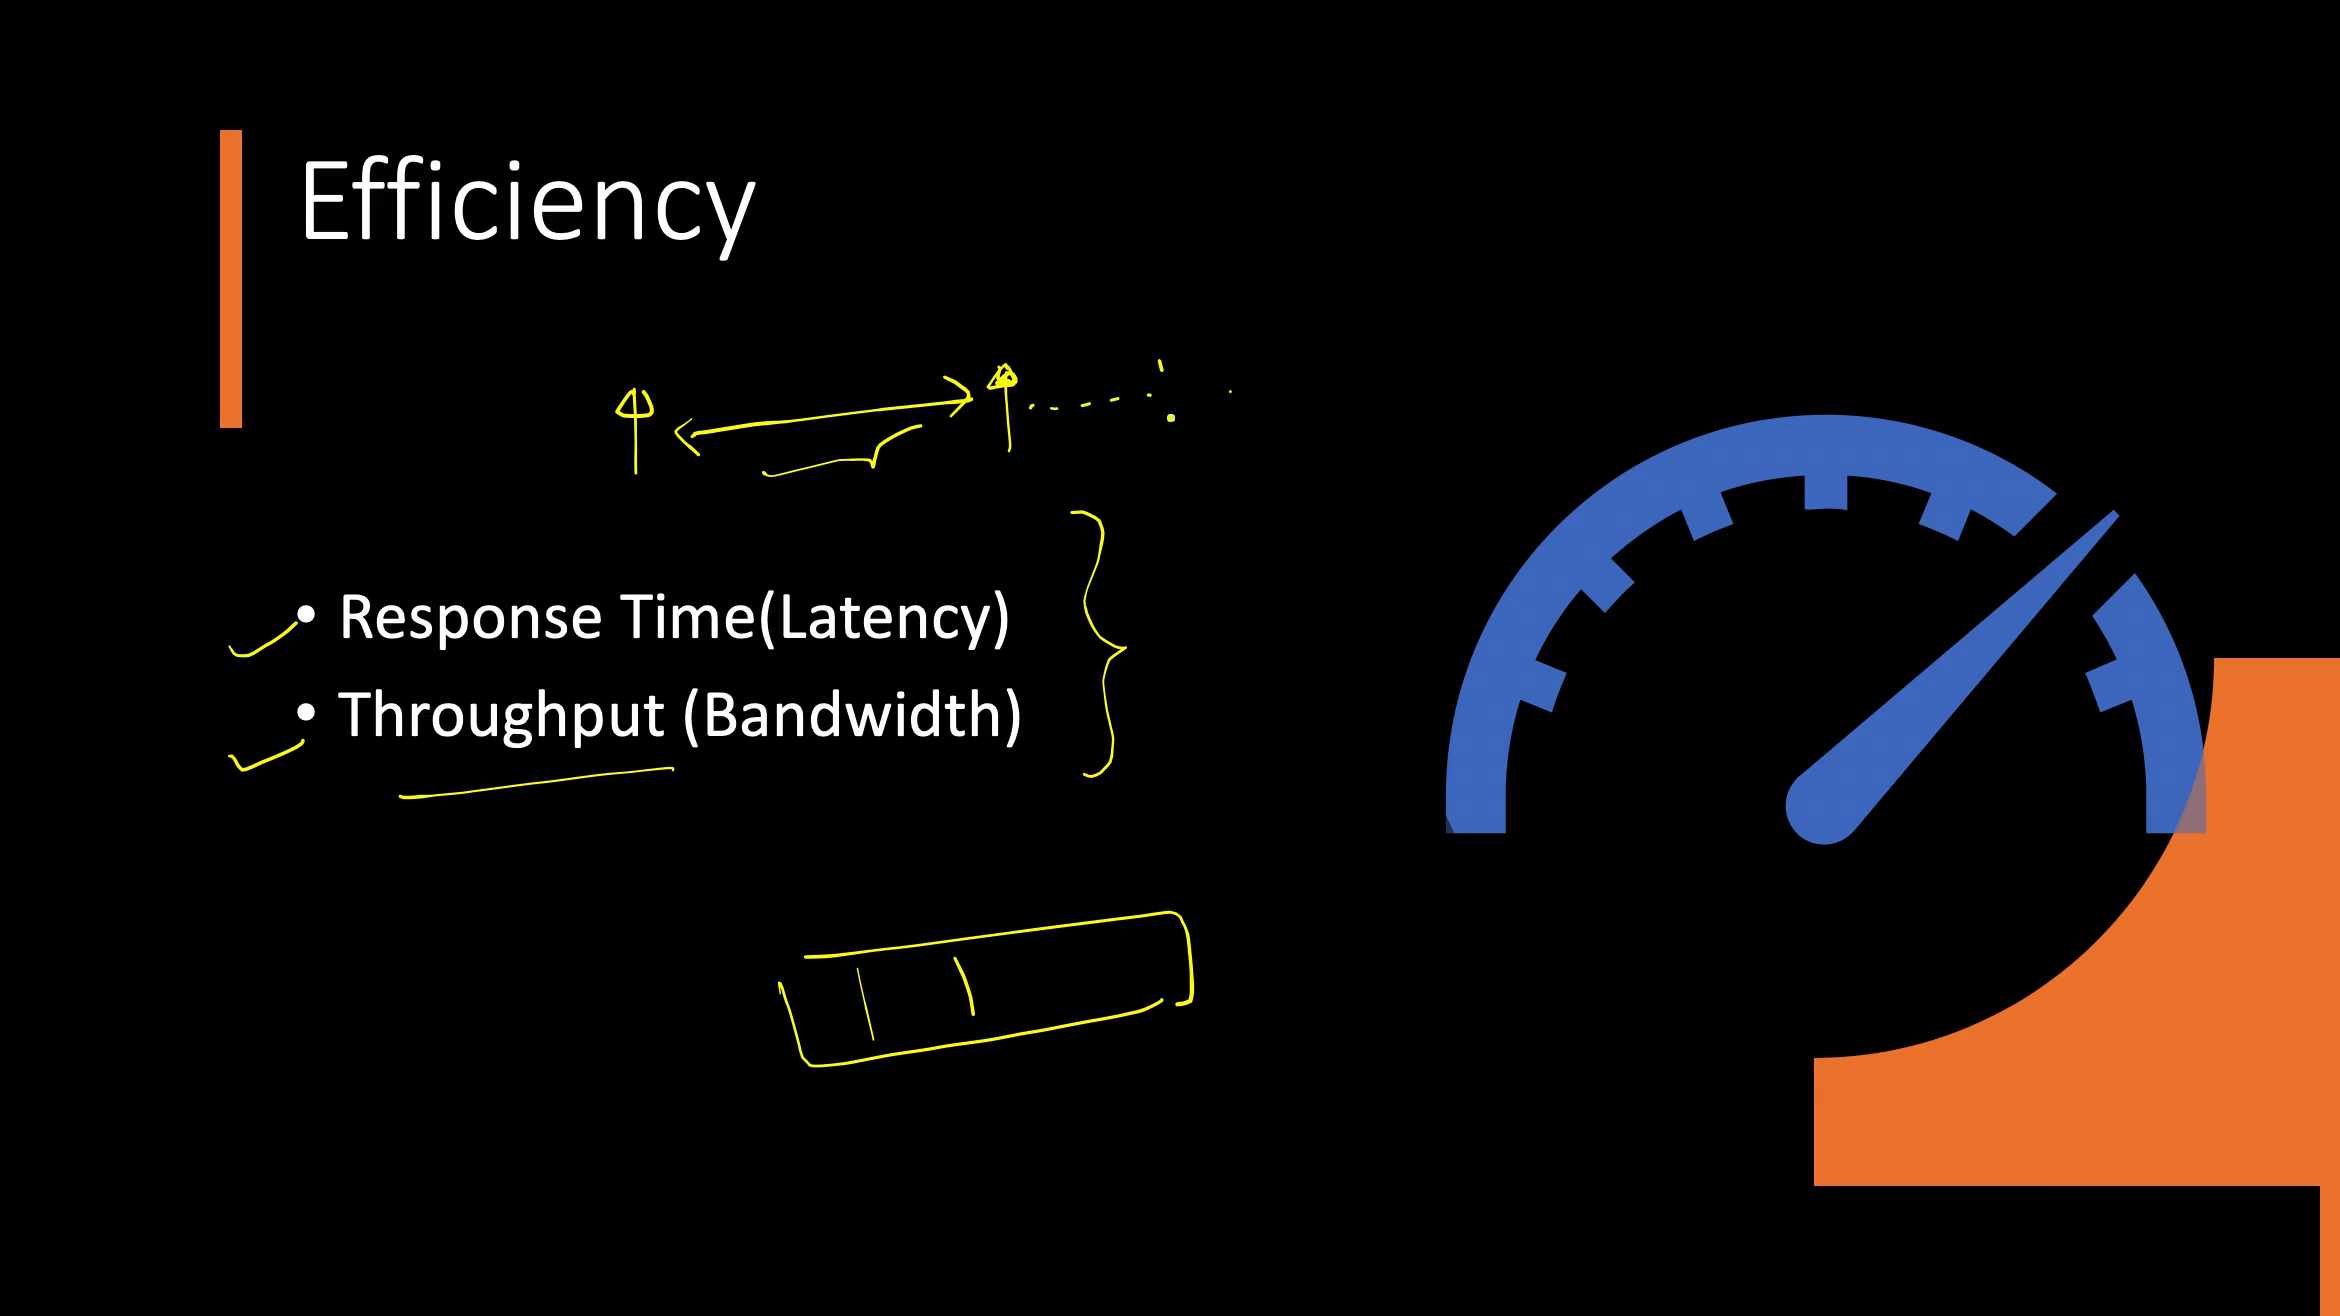 Efficiency
• Response Time(Latency)
• Throughput (Bandwidth)